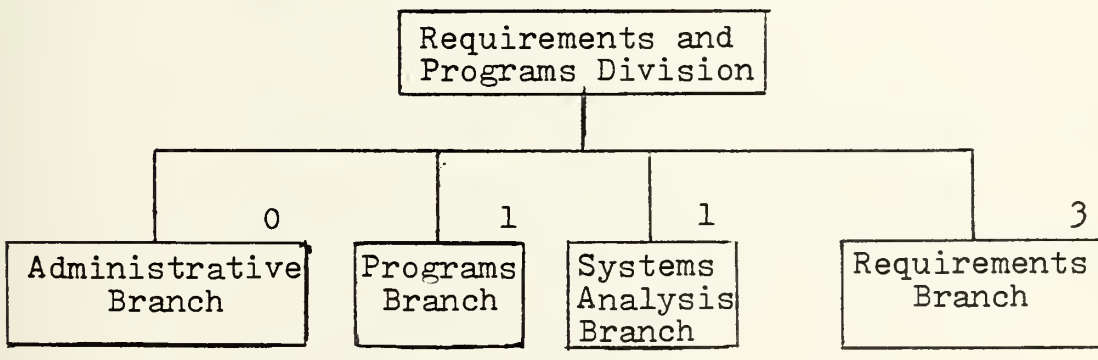 Requirements and
Programs Division
0
1
1
3
Administrative
Branch
Programs
Branch
Systems
Analysis
Branch
Requirements
Branch